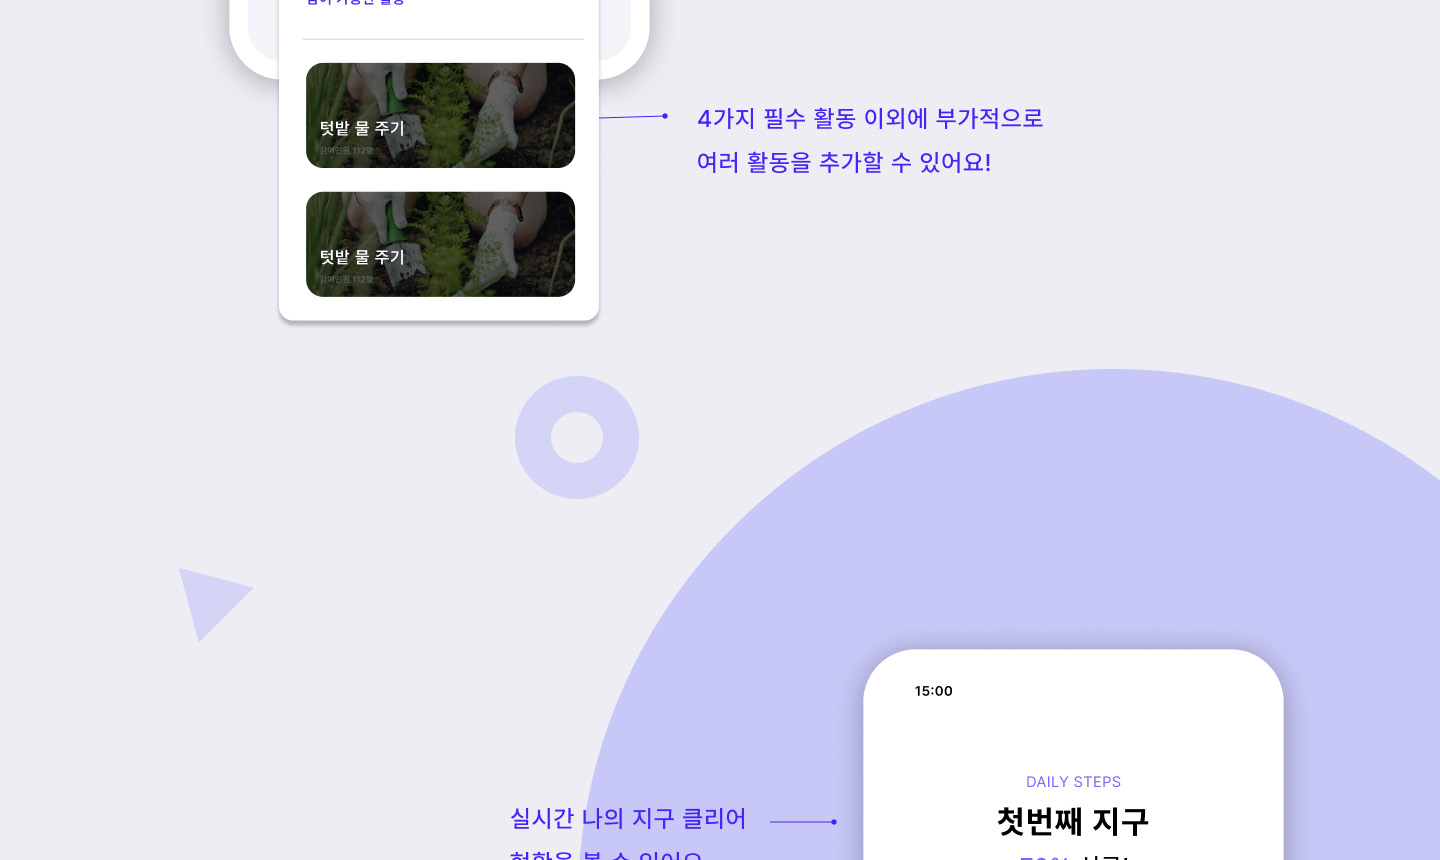 텃밭 물 주기
참여인원 112명
4가지 필수 활동 이외에 부가적으로
여러 활동을 추가할 수 있어요!
텃밭 물 주기
참여인원 112명
15:00
DAILY STEPS
첫번째 지구
실시간 나의 지구 클리어